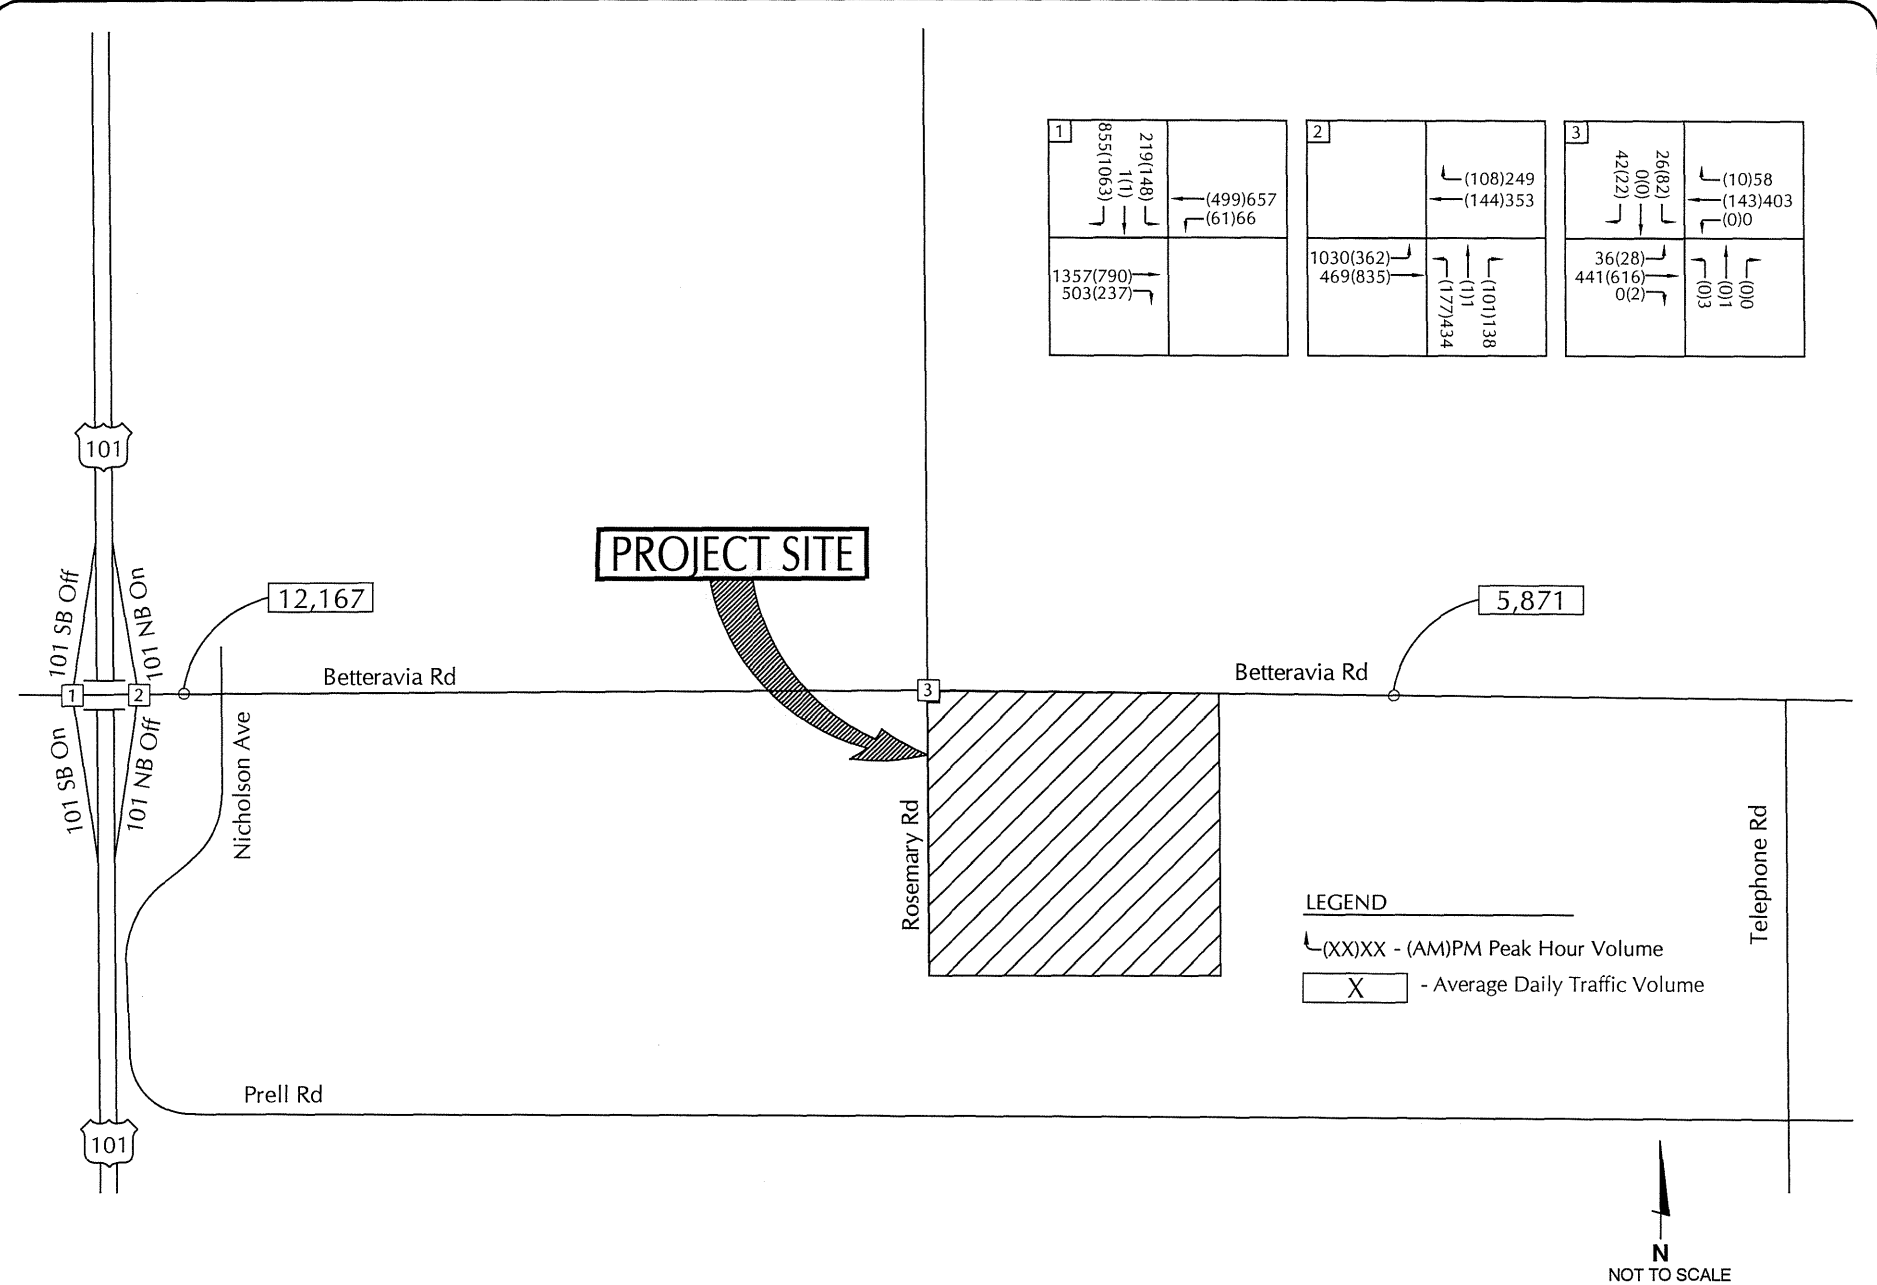 1
855(1063)
1(1)
219(148)
(499)657
(61)66
1357(790)
503(237)
2
(108)249
(144)353
1030(362)
469(835)
(177)434
(1)1
(101)138
3
42(22)
0(0)
26(82)
(10)58
(143)403
(0)0
36(28)
441(616)
0(2)
(0)3
(0)1
(0)0
101
PROJECT SITE
12,167
5,871
101 SB Off
101 NB On
1
2
3
Betteravia Rd
Betteravia Rd
101 SB On
101 NB Off
Nicholson Ave
Rosemary Rd
Telephone Rd
LEGEND
(XX)XX - (AM)PM Peak Hour Volume
X - Average Daily Traffic Volume
Prell Rd
101
N
NOT TO SCALE